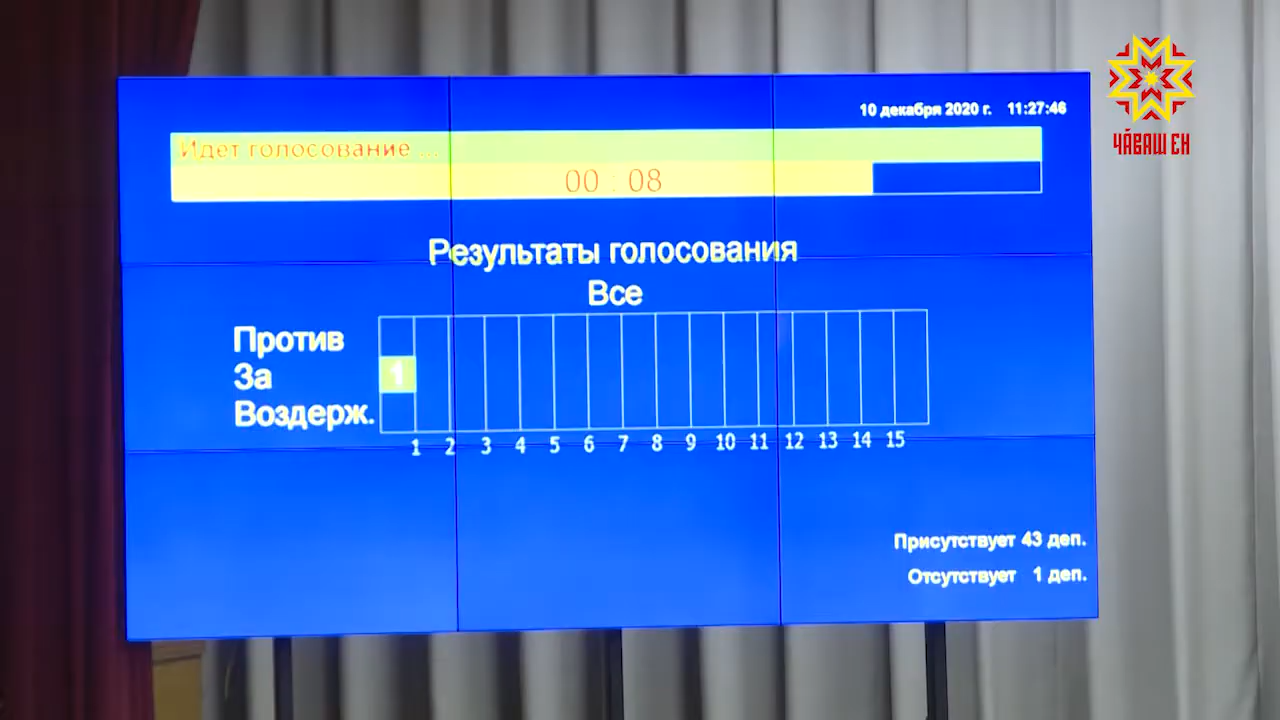 10 декабря 2020 г. 11:27:46
Идет голосование ...
00 : 08
Результаты голосования
Все
Против
За 1
Воздерж.
1 2 3 4 5 6 7 8 9 10 11 12 13 14 15
Присутствует 43 деп.
Отсутствует 1 деп.
ЧӐВАШ ЕН